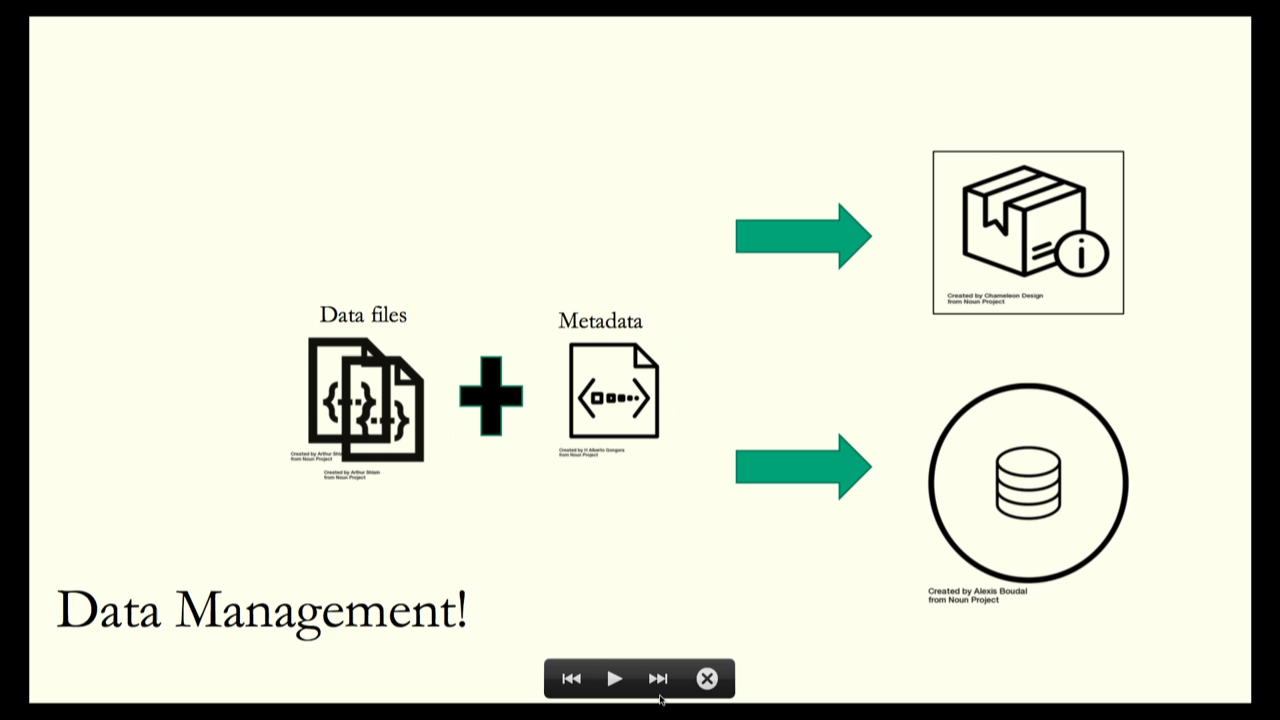 Created by Chameleon Design
from Noun Project
Data files
Metadata
Created by Arthur
from Noun Project
Created by Arthur Shlain
from Noun Project
Created by H Alberto Gongora
from Noun Project
Created by Alexis Boudal
from Noun Project
Data Management!